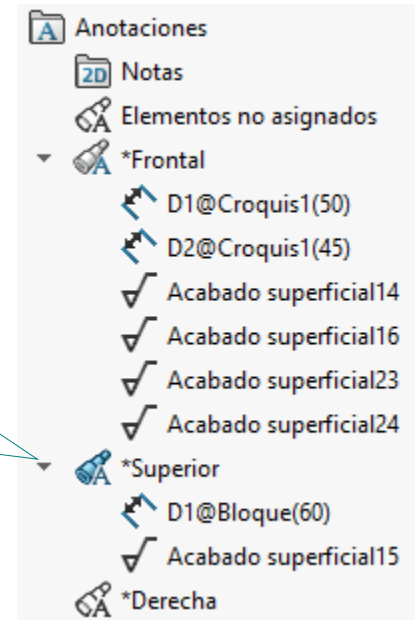 Anotaciones
2D Notas
Elementos no asignados
*Frontal
D1@Croquis1(50)
D2@Croquis1(45)
Acabado superficial14
Acabado superficial16
Acabado superficial23
Acabado superficial24
*Superior
D1@Bloque(60)
Acabado superficial15
*Derecha